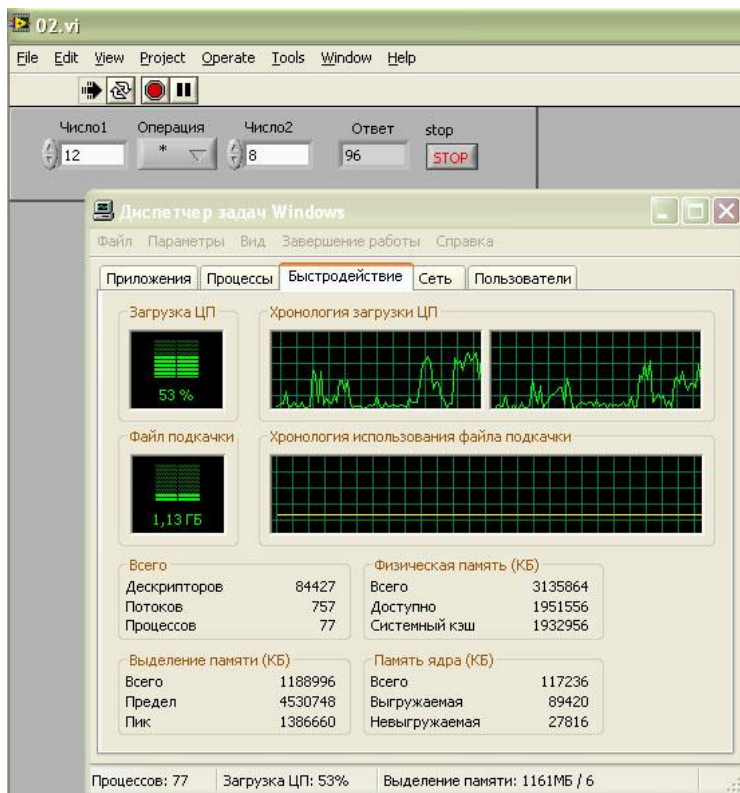 02.vi
File Edit View Project Operate Tools Window Help
Число1 Операция Число2 Ответ stop
12 * 8 96 STOP
Диспетчер задач Windows
Файл Параметры Вид Завершение работы Справка
Приложения Процессы Быстродействие Сеть Пользователи
Загрузка ЦП Хронология загрузки ЦП
53 %
Файл подкачки Хронология использования файла подкачки
1,13 ГБ
Всего Физическая память (КБ)
Дескрипторов 84427 Всего 3135864
Потоков 757 Доступно 1951556
Процессов 77 Системный кэш 1932956
Выделение памяти (КБ) Память ядра (КБ)
Всего 1188996 Всего 117236
Предел 4530748 Выгружаемая 89420
Пик 1386660 Невыгружаемая 27816
Процессов: 77 Загрузка ЦП: 53% Выделение памяти: 1161МБ / 6